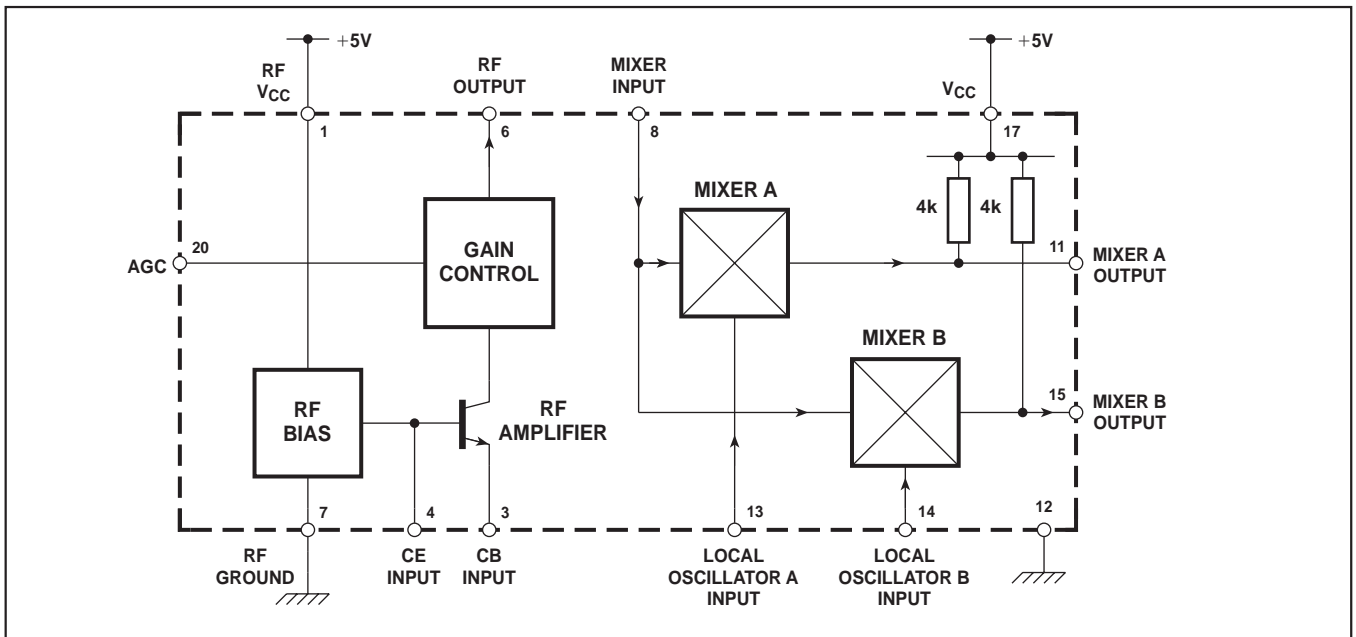 +5V
+5V
RF
VCC
RF
OUTPUT
MIXER
INPUT
VCC
1
6
8
17
MIXER A
4k
4k
20
AGC
GAIN
CONTROL
11
MIXER A
OUTPUT
MIXER B
RF
BIAS
RF
AMPLIFIER
15
MIXER B
OUTPUT
7
4
3
13
14
12
RF
GROUND
CE
INPUT
CB
INPUT
LOCAL
OSCILLATOR A
INPUT
LOCAL
OSCILLATOR B
INPUT